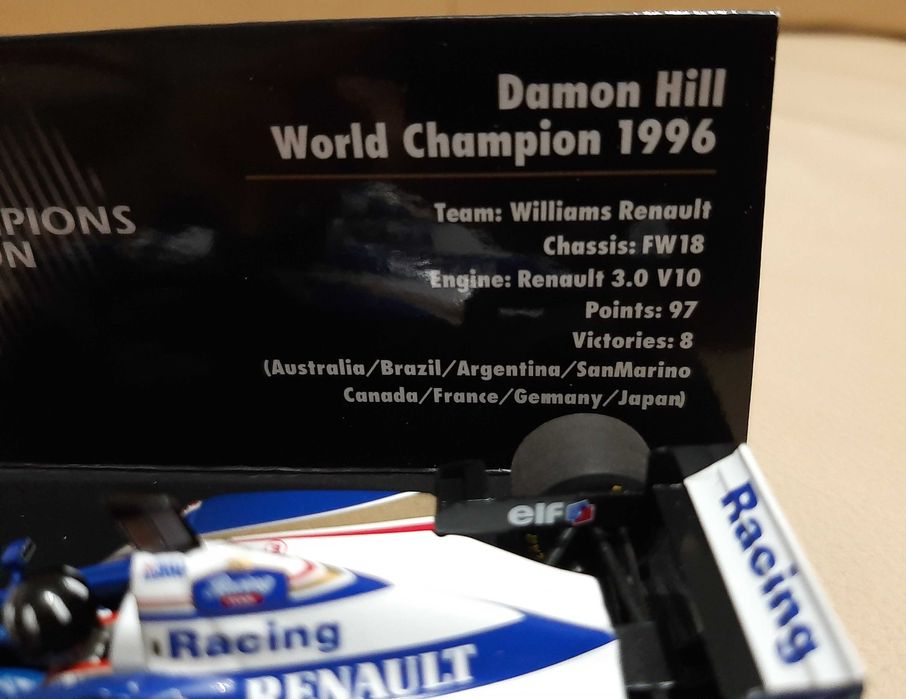 Damon Hill
World Champion 1996
Team: Williams Renault
Chassis: FW18
Engine: Renault 3.0 V10
Points: 97
Victories: 8
(Australia/Brazil/Argentina/SanMarino
Canada/France/Germany/Japan)
PIONS
ON
elf
Racing
Racing
RENAULT